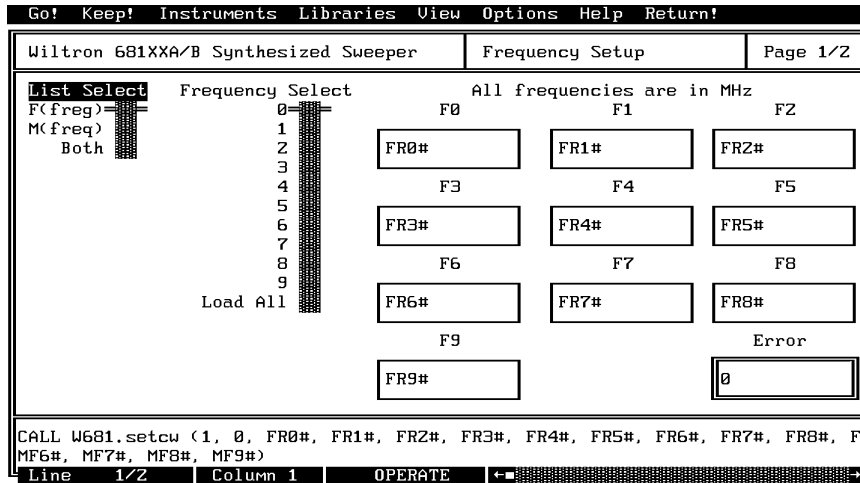 Go! Keep! Instruments Libraries View Options Help Return!
Wiltron 681XXA/B Synthesized Sweeper Frequency Setup Page 1/2
List Select Frequency Select All frequencies are in MHz
F(freq) 0 F0 F1 F2
M(freq) 1
Both 2 FR0# FR1# FR2#
3
4 F3 F4 F5
5
6 FR3# FR4# FR5#
7
8 F6 F7 F8
9
Load All FR6# FR7# FR8#
F9 Error
FR9# 0
CALL W681.setcw (1, 0, FR0#, FR1#, FR2#, FR3#, FR4#, FR5#, FR6#, FR7#, FR8#, F
MF6#, MF7#, MF8#, MF9#)
Line 1/2 Column 1 OPERATE